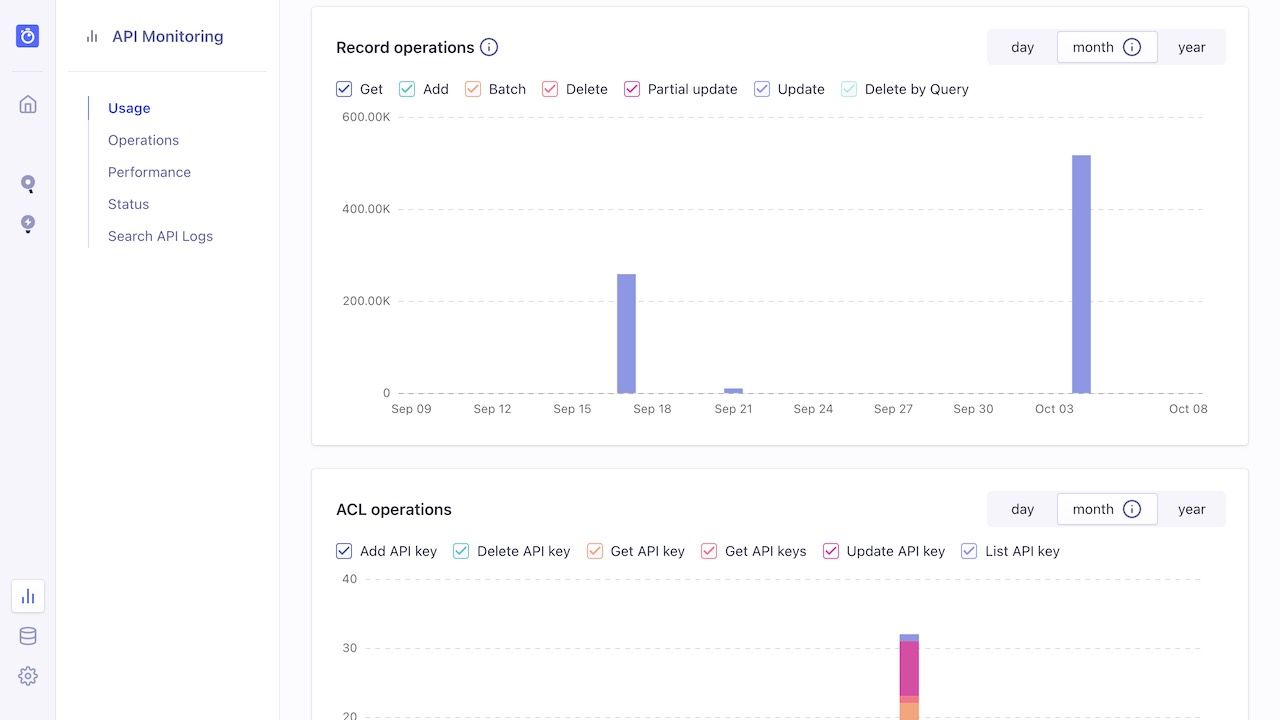 API Monitoring
Usage
Operations
Performance
Status
Search API Logs
Record operations
day month year
Get Add Batch Delete Partial update Update Delete by Query
600.00K
400.00K
200.00K
0
Sep 09 Sep 12 Sep 15 Sep 18 Sep 21 Sep 24 Sep 27 Sep 30 Oct 03 Oct 08
ACL operations
day month year
Add API key Delete API key Get API key Get API keys Update API key List API key
40
30
20